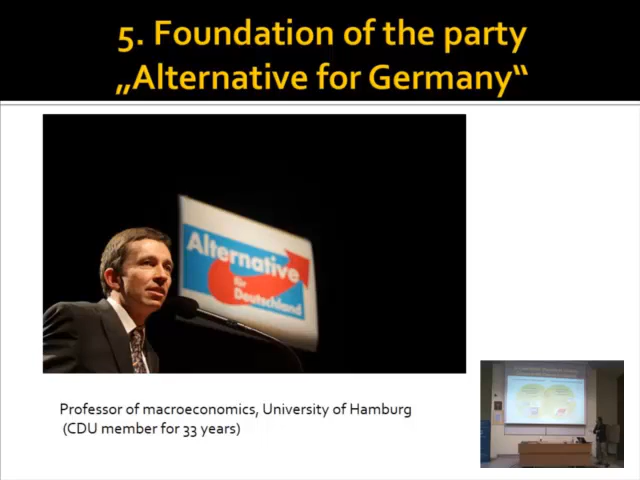 5. Foundation of the party
„Alternative for Germany“
Alternative
für
Deutschland
Professor of macroeconomics, University of Hamburg
(CDU member for 33 years)